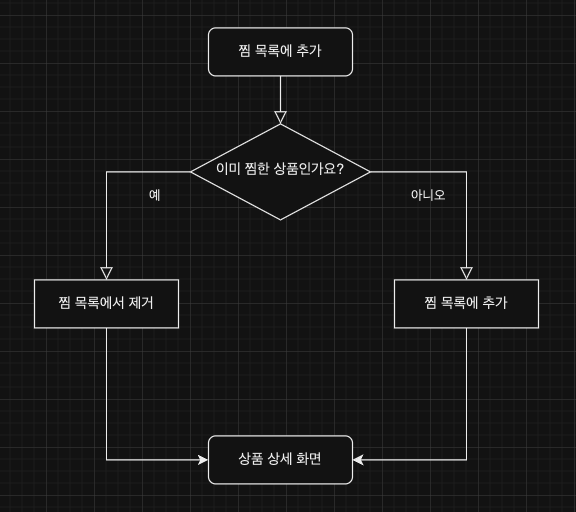 찜 목록에 추가
이미 찜한 상품인가요?
예
아니오
찜 목록에서 제거
찜 목록에 추가
상품 상세 화면